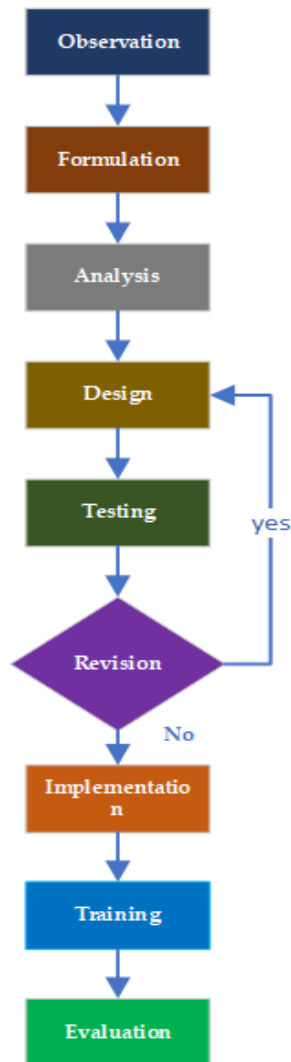 Observation
Formulation
Analysis
Design
Testing
yes
Revision
No
Implementatio
n
Training
Evaluation